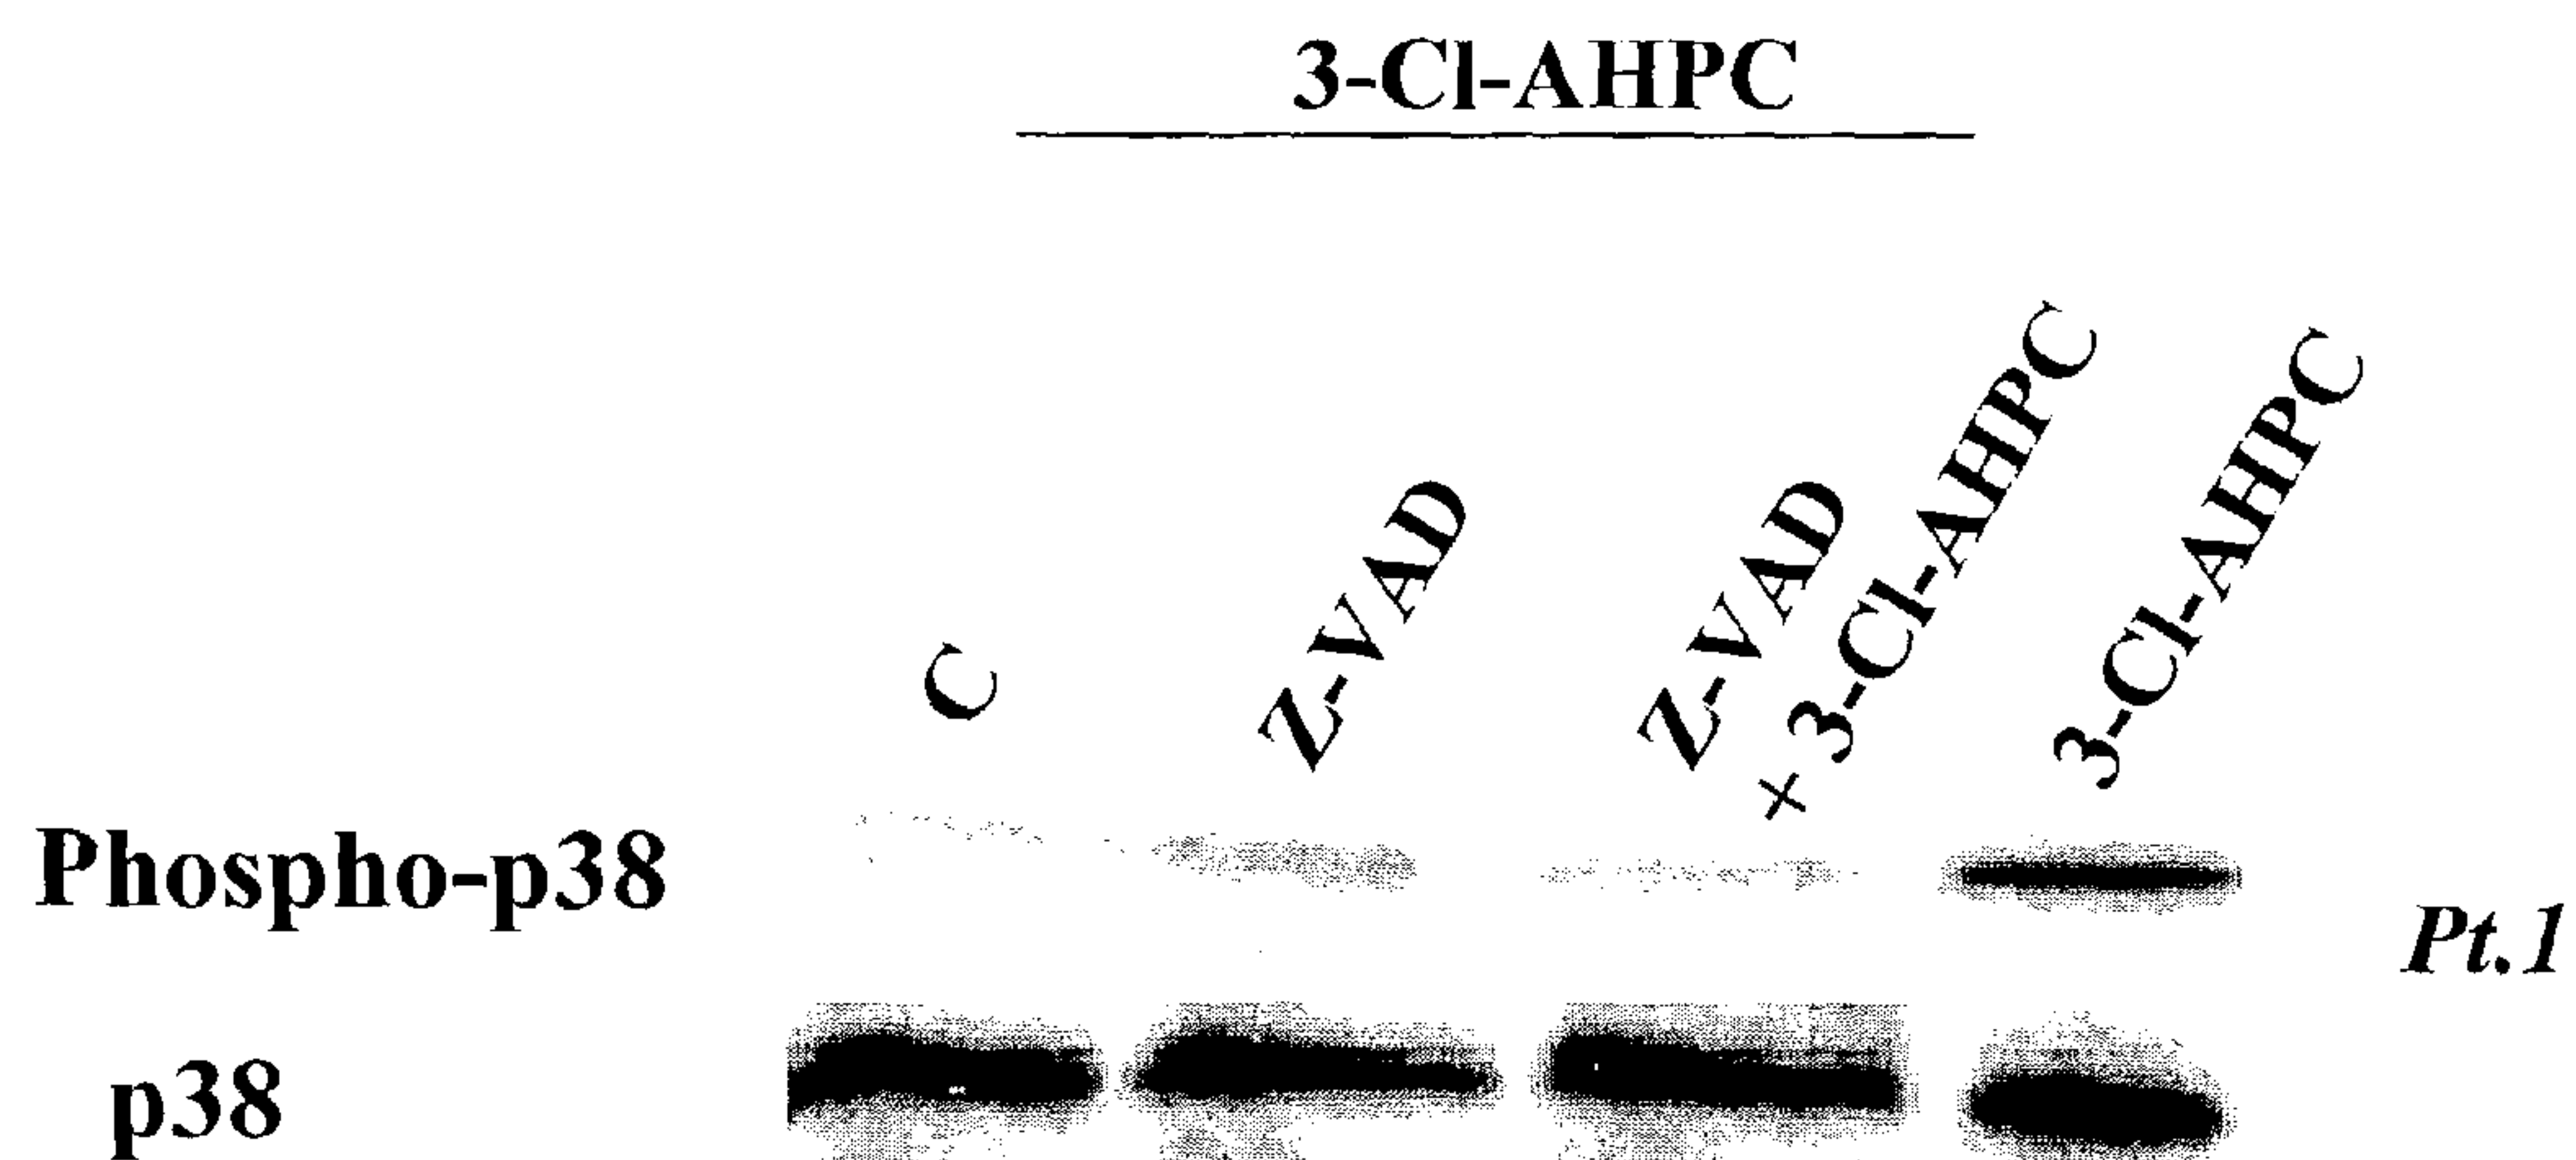 3-Cl-AHPC
C
Z-VAD
Z-VAD
+ 3-Cl-AHPC
3-Cl-AHPC
Phospho-p38
Pt.1
p38